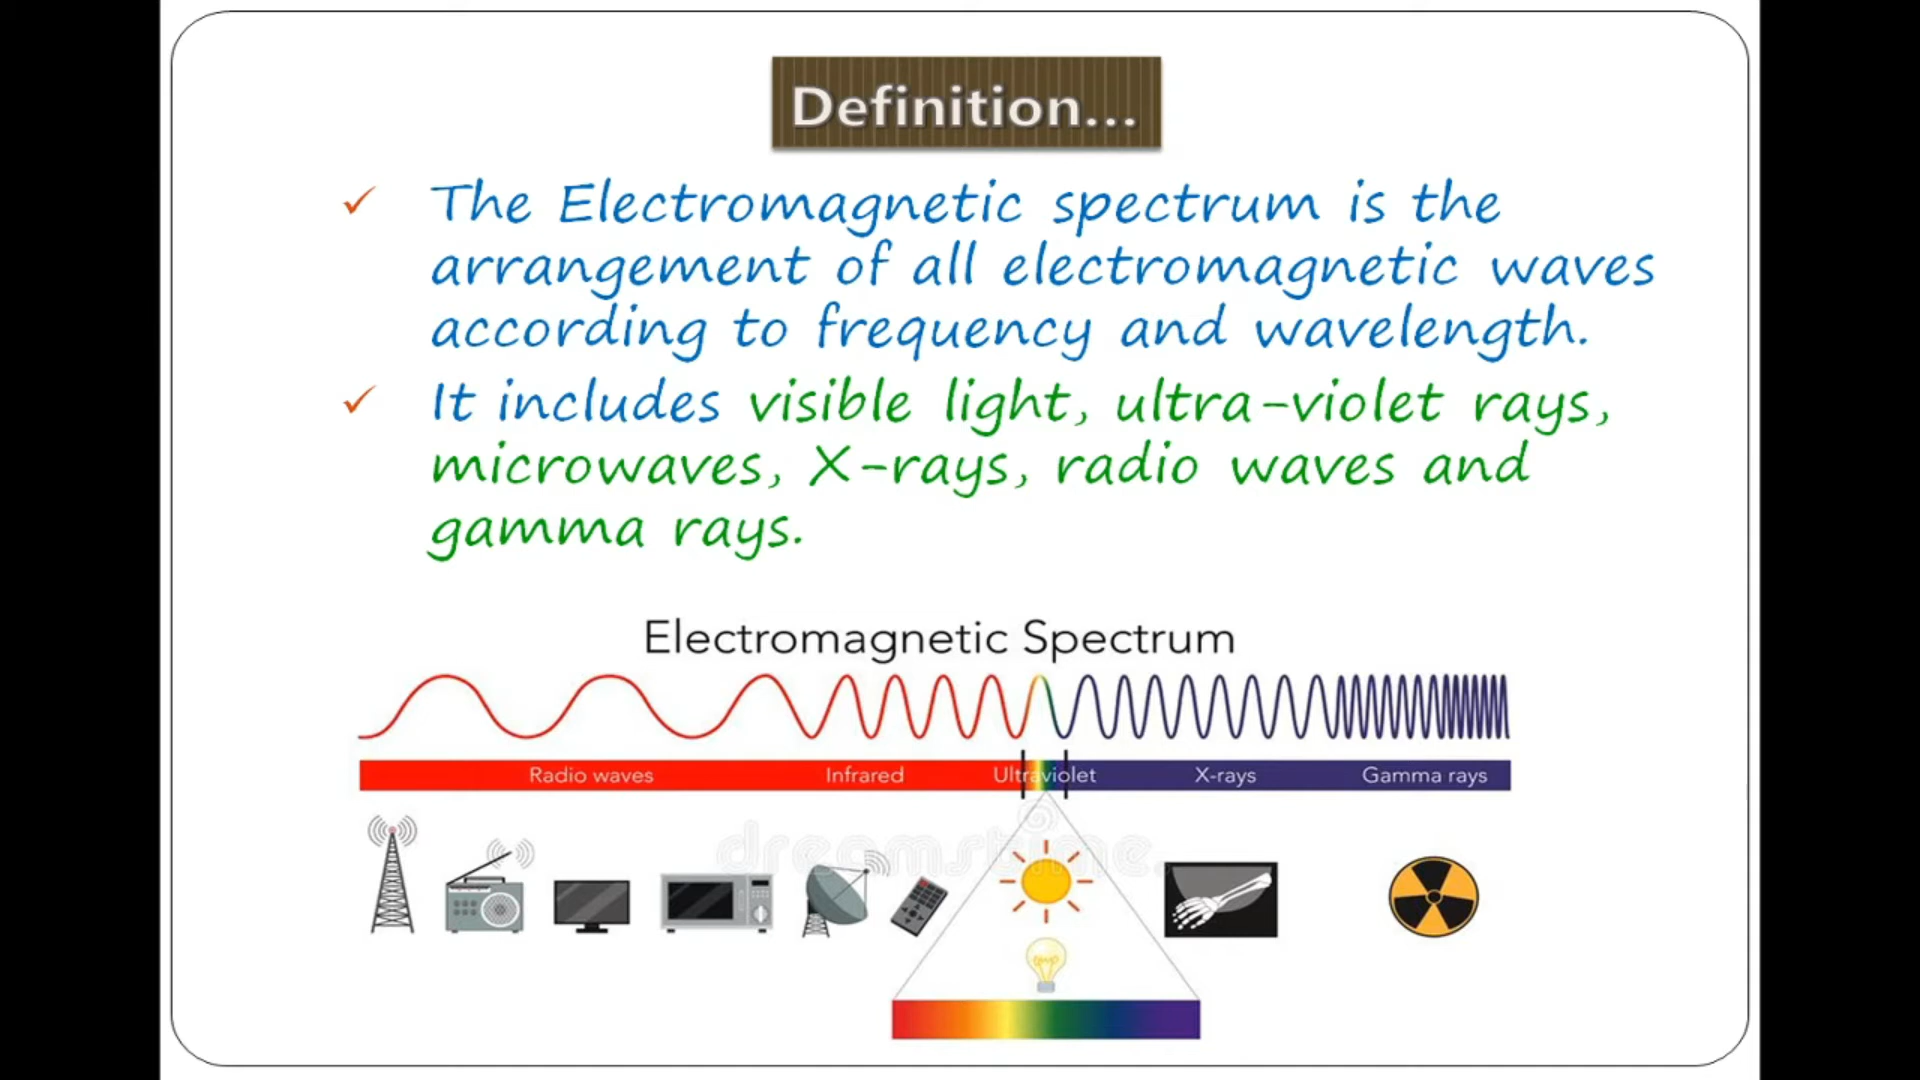 Definition...
✓ The Electromagnetic spectrum is the
arrangement of all electromagnetic waves
according to frequency and wavelength.
✓ It includes visible light, ultra-violet rays,
microwaves, X-rays, radio waves and
gamma rays.
Electromagnetic Spectrum
Radio waves Infrared Ultraviolet X-rays Gamma rays
dreamstime.